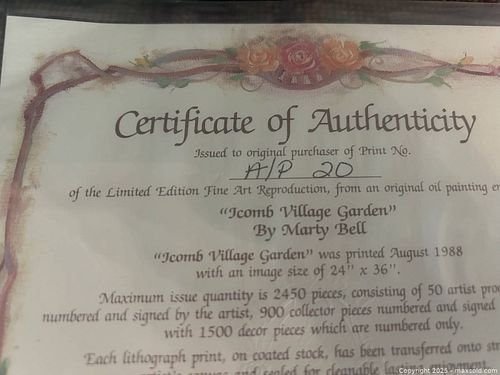 Certificate of Authenticity
Issued to original purchaser of Print No.
A/P 20
of the Limited Edition Fine Art Reproduction, from an original oil painting
"Icomb Village Garden"
By Marty Bell
"Icomb Village Garden" was printed August 1988
with an image size of 24" x 36".
Maximum issue quantity is 2450 pieces, consisting of 50 artist
numbered and signed by the artist, 900 collector pieces numbered and signed
with 1500 decor pieces which are numbered only.
Each lithograph print, on coated stock, has been transferred onto
and sealed for cleanable
Copyright 2025 - maxsold.com